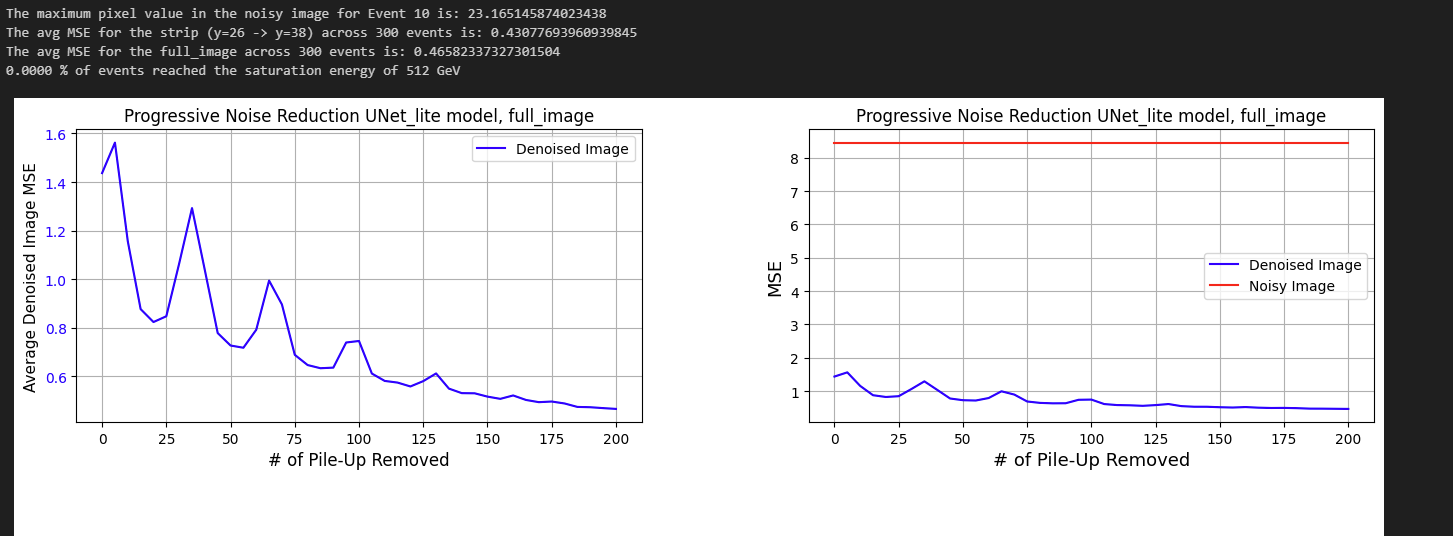 The maximum pixel value in the noisy image for Event 10 is: 23.165145874023438
The avg MSE for the strip (y=26 -> y=38) across 300 events is: 0.43077693960939845
The avg MSE for the full_image across 300 events is: 0.46582337327301504
0.0000 % of events reached the saturation energy of 512 GeV
Progressive Noise Reduction UNet_lite model, full_image
Denoised Image
Average Denoised Image MSE
1.6
1.4
1.2
1.0
0.8
0.6
0 25 50 75 100 125 150 175 200
# of Pile-Up Removed
Progressive Noise Reduction UNet_lite model, full_image
MSE
8
7
6
5
4
3
2
1
Denoised Image
Noisy Image
0 25 50 75 100 125 150 175 200
# of Pile-Up Removed